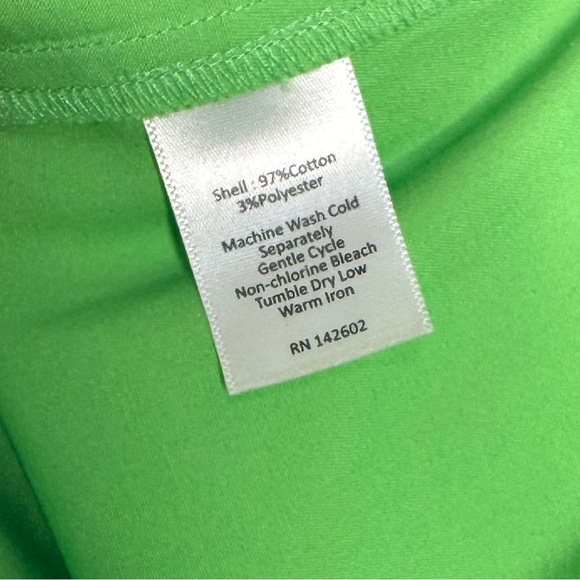 Shell : 97%Cotton
3%Polyester
Machine Wash Cold
Separately
Gentle Cycle
Non-chlorine Bleach
Tumble Dry Low
Warm Iron
RN 142602